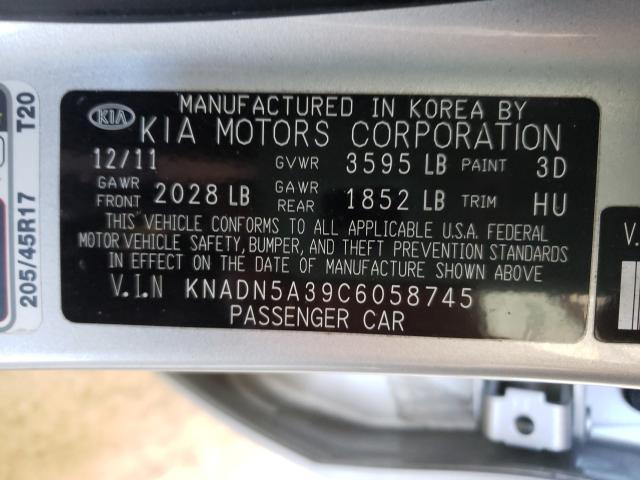 MANUFACTURED IN KOREA BY
KIA KIA MOTORS CORPORATION
12/11 GVWR 3595 LB PAINT 3D
GAWR FRONT 2028 LB GAWR REAR 1852 LB TRIM HU
THIS VEHICLE CONFORMS TO ALL APPLICABLE U.S.A. FEDERAL
MOTOR VEHICLE SAFETY, BUMPER, AND THEFT PREVENTION STANDARDS
IN EFFECT ON THE DATE OF MANUFACTURE SHOWN ABOVE
V.I.N KNADN5A39C6058745
PASSENGER CAR
205/45R17 T20
V.